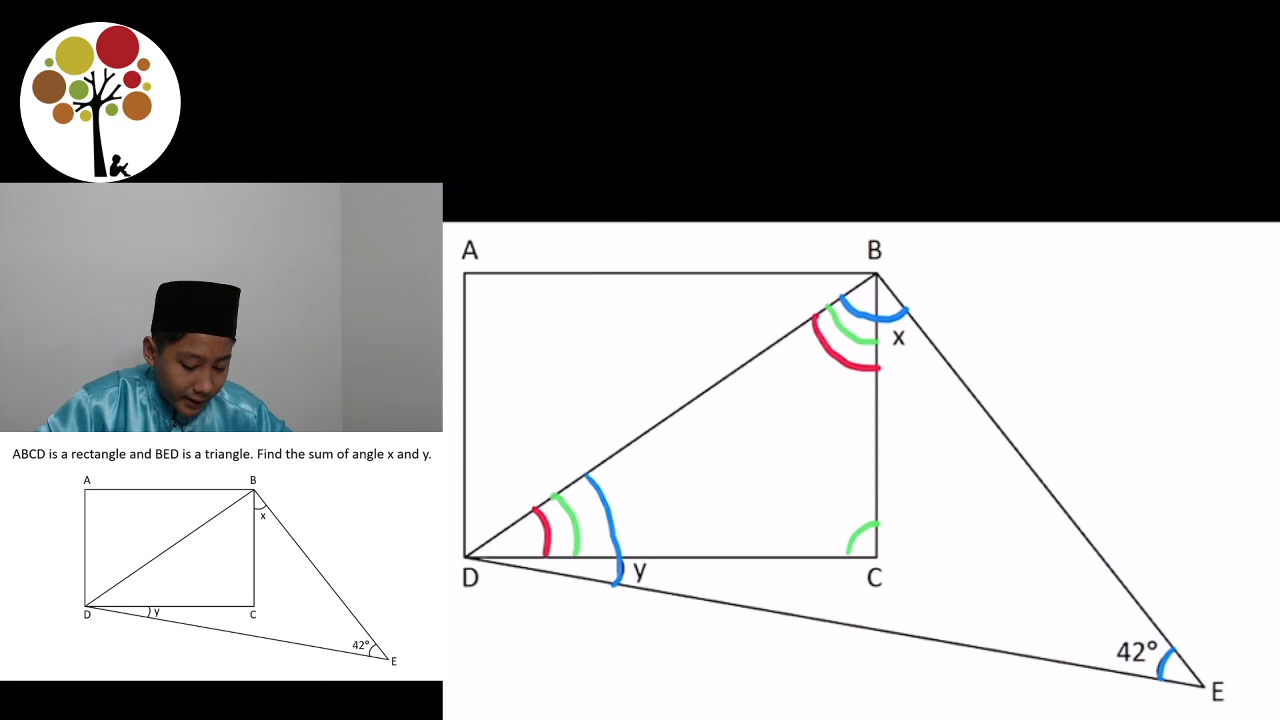 ABCD is a rectangle and BED is a triangle. Find the sum of angle x and y.
A
B
x
D
y
C
42°
E
A
B
x
D
y
C
42°
E